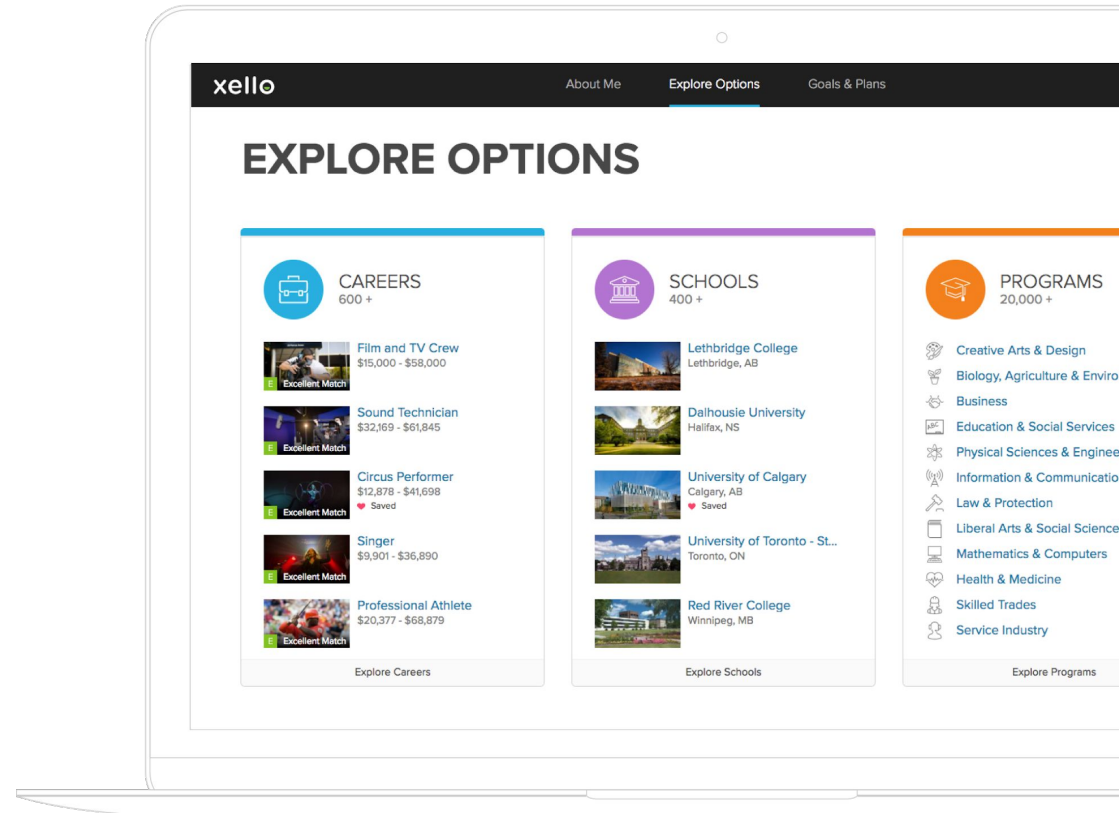 xello
About Me
Explore Options
Goals & Plans
EXPLORE OPTIONS
CAREERS
600 +
Film and TV Crew
$15,000 - $58,000
E Excellent Match
Sound Technician
$32,169 - $61,845
E Excellent Match
Circus Performer
$12,878 - $41,698
Saved
E Excellent Match
Singer
$9,901 - $36,890
E Excellent Match
Professional Athlete
$20,377 - $68,879
E Excellent Match
Explore Careers
SCHOOLS
400 +
Lethbridge College
Lethbridge, AB
Dalhousie University
Halifax, NS
University of Calgary
Calgary, AB
Saved
University of Toronto - St...
Toronto, ON
Red River College
Winnipeg, MB
Explore Schools
PROGRAMS
20,000 +
Creative Arts & Design
Biology, Agriculture & Enviro
Business
ABC
Education & Social Services
Physical Sciences & Enginee
Information & Communicatio
Law & Protection
Liberal Arts & Social Science
Mathematics & Computers
Health & Medicine
Skilled Trades
Service Industry
Explore Programs